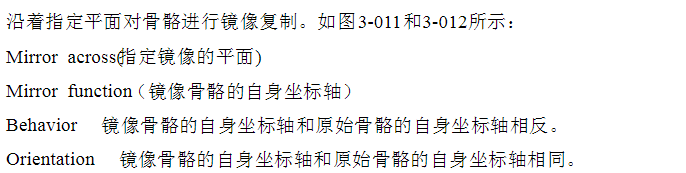 沿着指定平面对骨骼进行镜像复制。如图3-011和3-012所示：
Mirror across(指定镜像的平面)
Mirror function（镜像骨骼的自身坐标轴）
Behavior 镜像骨骼的自身坐标轴和原始骨骼的自身坐标轴相反。
Orientation 镜像骨骼的自身坐标轴和原始骨骼的自身坐标轴相同。